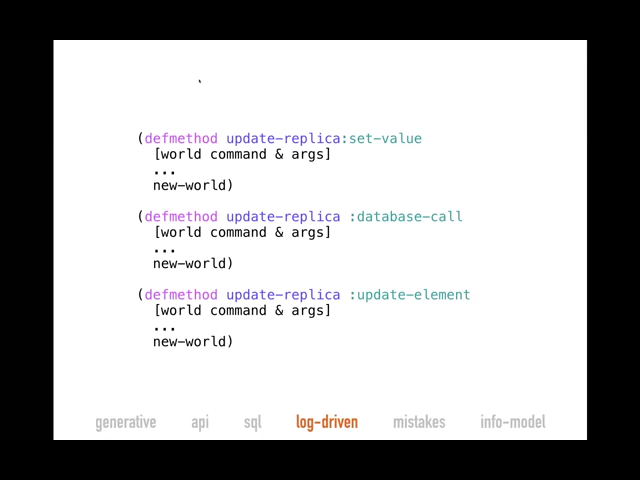 (defmethod update-replica:set-value
[world command & args]
...
new-world)
(defmethod update-replica :database-call
[world command & args]
...
new-world)
(defmethod update-replica :update-element
[world command & args]
...
new-world)
generative api sql log-driven mistakes info-model